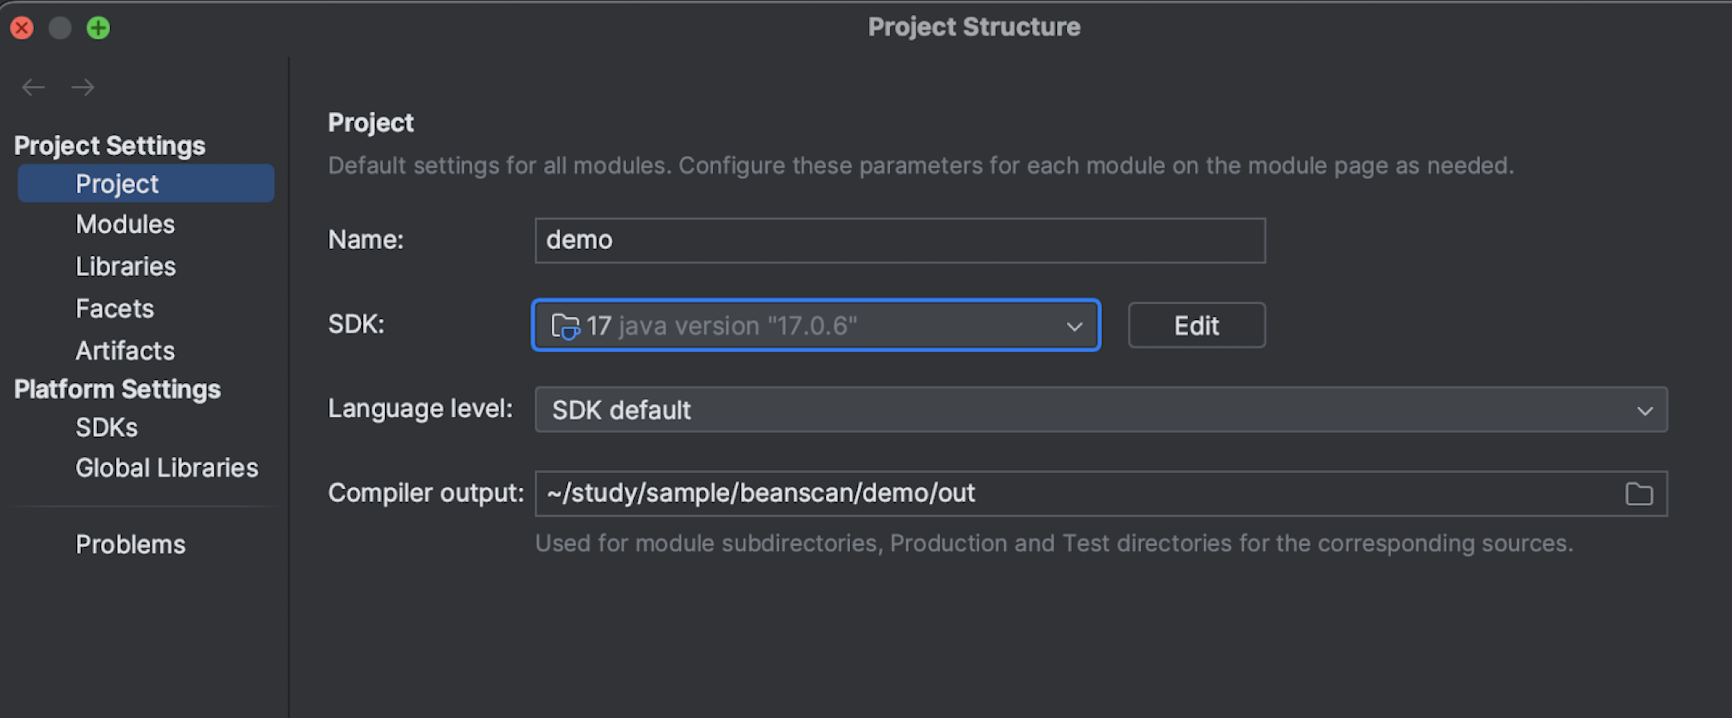 Project Structure
Project Settings
Project
Modules
Libraries
Facets
Artifacts
Platform Settings
SDKs
Global Libraries
Problems
Project
Default settings for all modules. Configure these parameters for each module on the module page as needed.
Name: demo
SDK: 17 java version "17.0.6" Edit
Language level: SDK default
Compiler output: ~/study/sample/beanscan/demo/out
Used for module subdirectories, Production and Test directories for the corresponding sources.